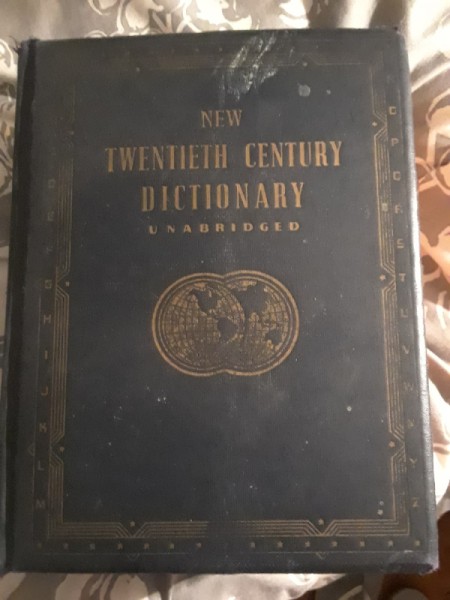 NEW
TWENTIETH CENTURY
DICTIONARY
UNABRIDGED